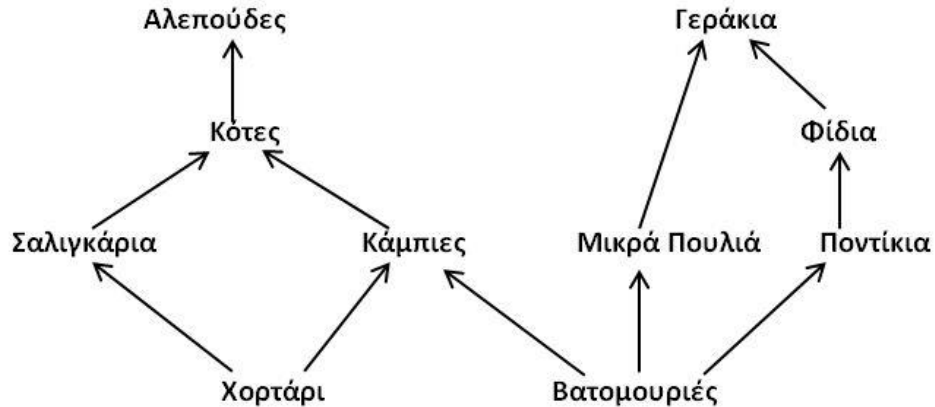 Αλεπούδες
Γεράκια
Κότες
Φίδια
Σαλιγκάρια
Κάμπιες
Μικρά Πουλιά
Ποντίκια
Χορτάρι
Βατομουριές